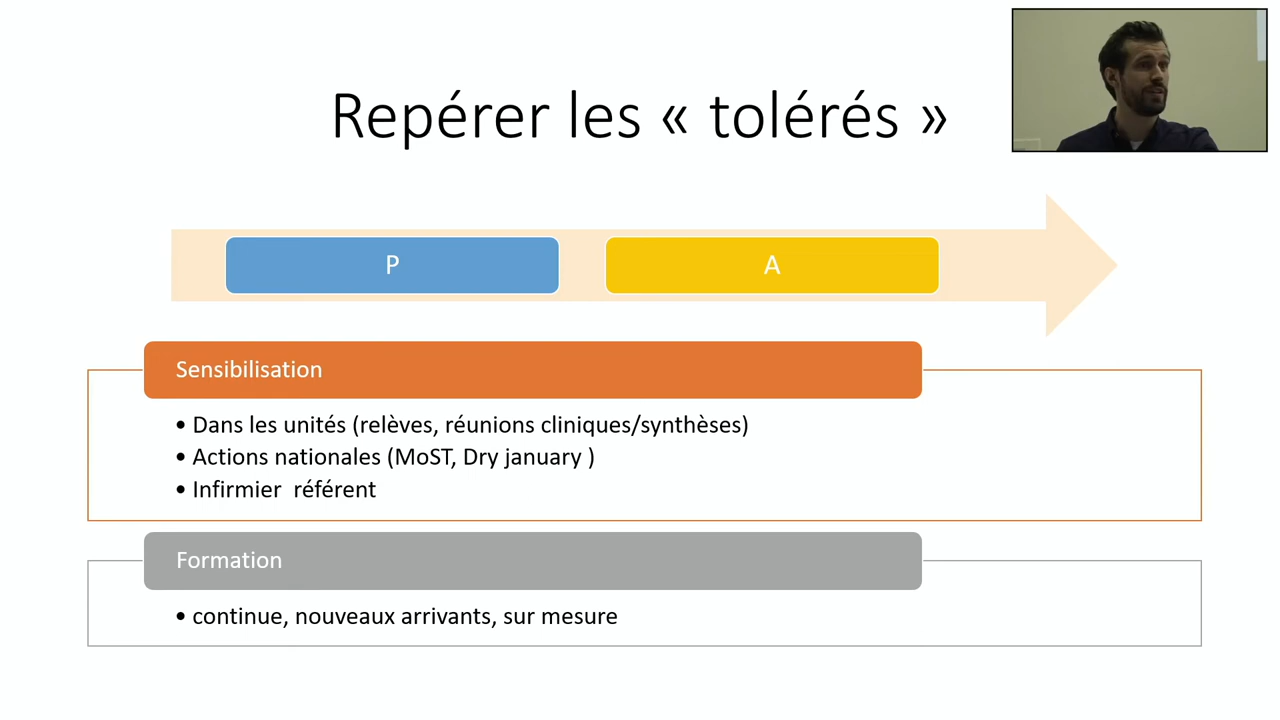 Repérer les « tolérés »
P
A
Sensibilisation
• Dans les unités (relèves, réunions cliniques/synthèses)
• Actions nationales (MoST, Dry january )
• Infirmier  référent
Formation
• continue, nouveaux arrivants, sur mesure